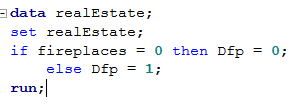 data realEstate;
set realEstate;
if fireplaces = 0 then Dfp = 0;
else Dfp = 1;
run;